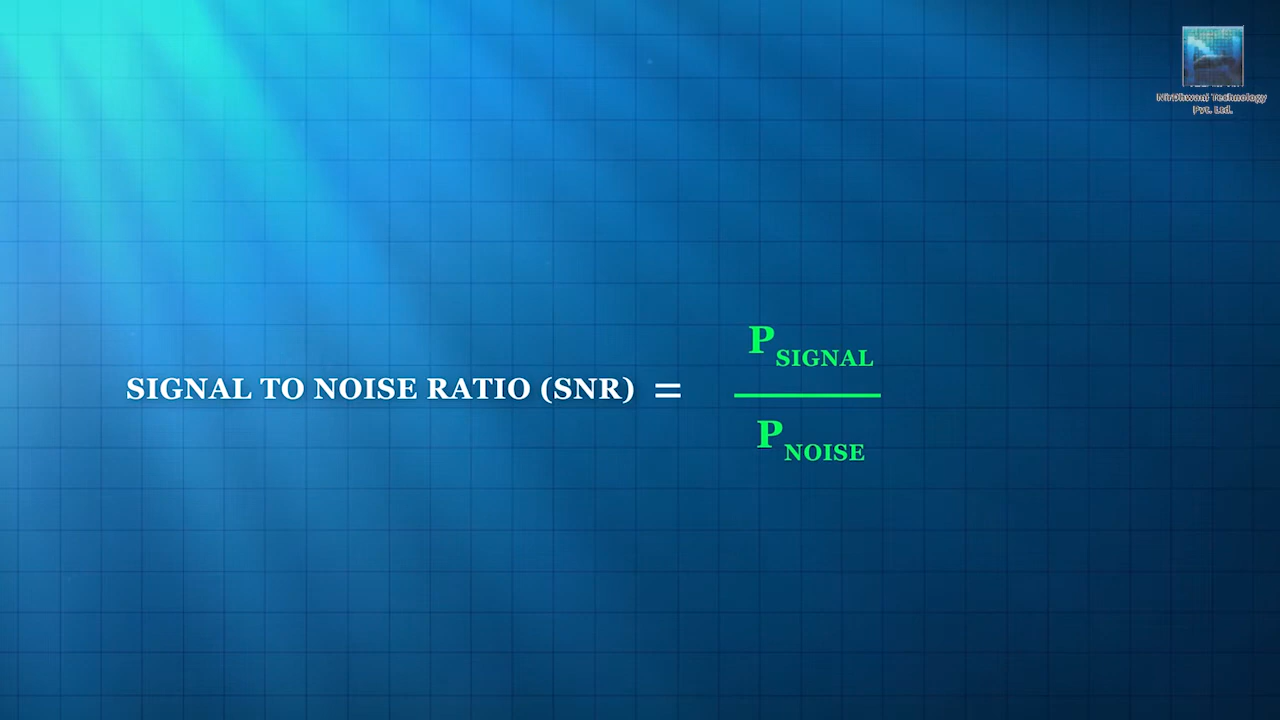 NirDhwani Technology
Pvt. Ltd.
SIGNAL TO NOISE RATIO (SNR) = P SIGNAL
P NOISE